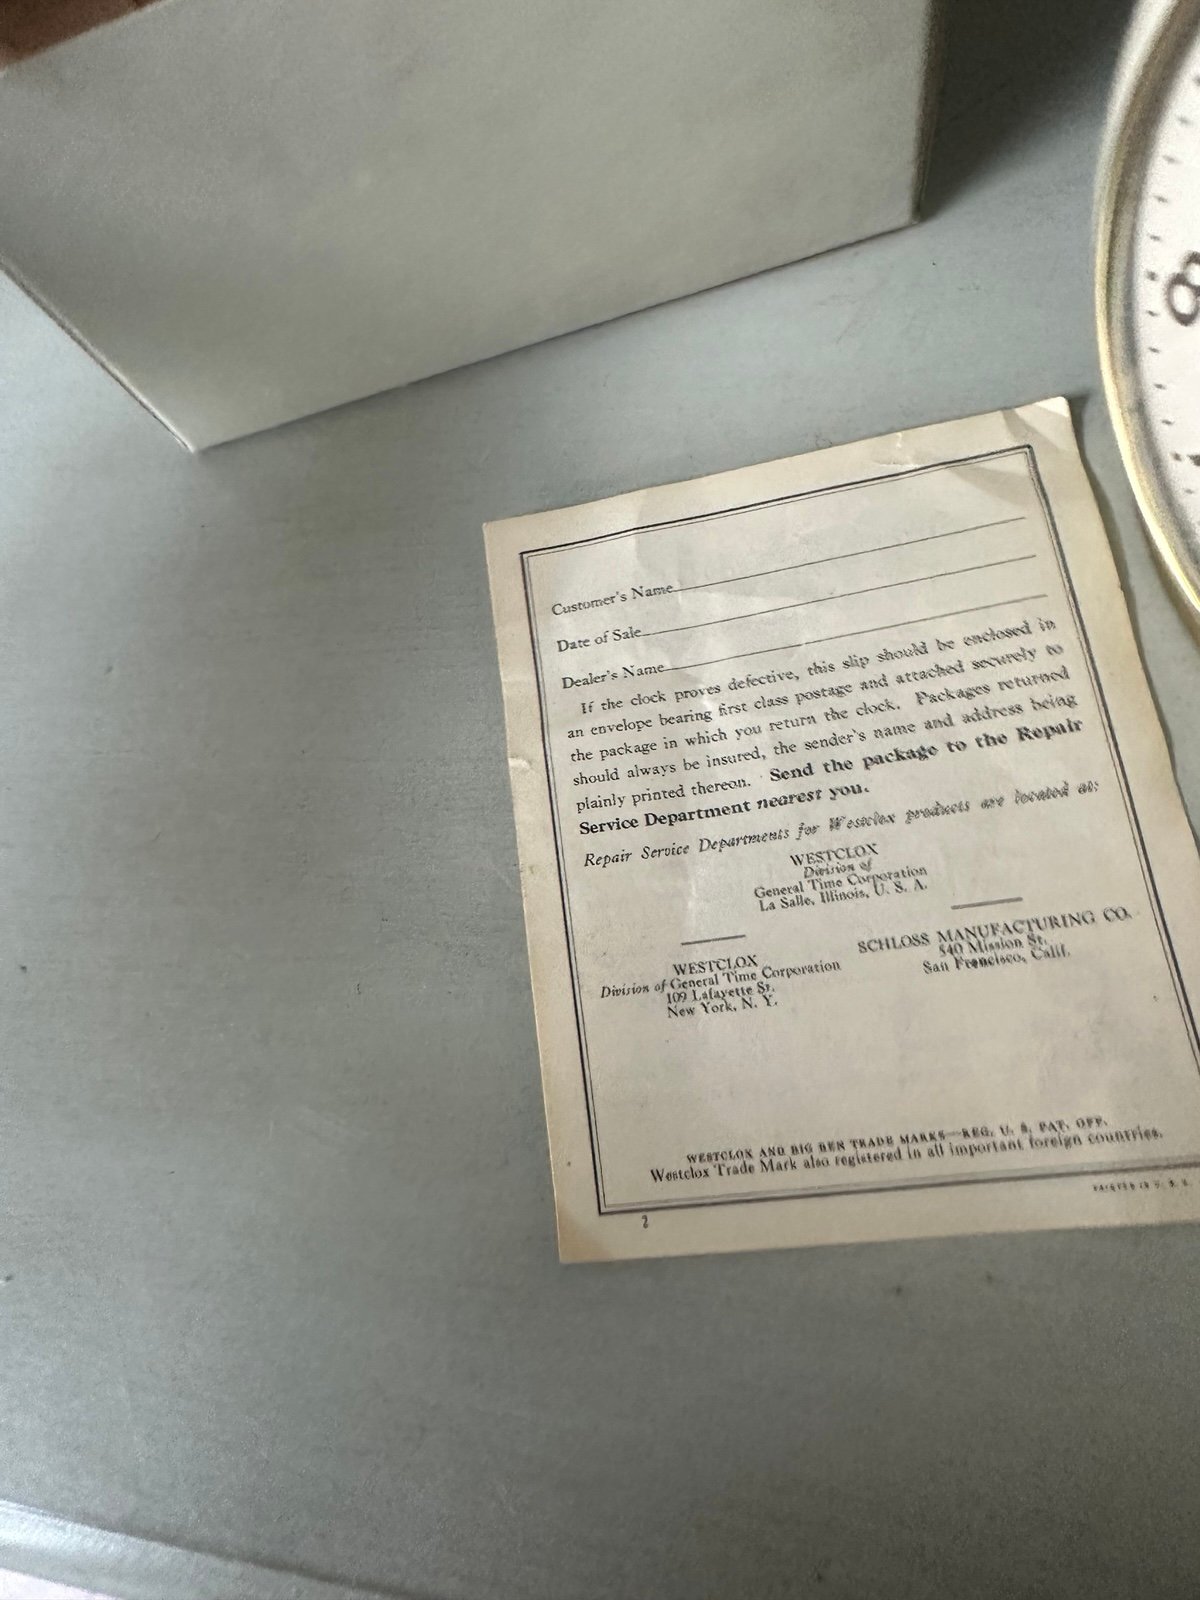 8
Customer's Name
Date of Sale
Dealer's Name
If the clock proves defective, this slip should be enclosed in
an envelope bearing first class postage and attached securely to
the package in which you return the clock. Packages returned
should always be insured, the sender's name and address being
plainly printed thereon. Send the package to the Repair
Service Department nearest you.
Repair Service Departments for Westclox products are located at:
WESTCLOX
Division of
General Time Corporation
La Salle, Illinois, U. S. A.
WESTCLOX
Division of General Time Corporation
109 Lafayette St.
New York, N. Y.
SCHLOSS MANUFACTURING CO.
540 Mission St.
San Francisco, Calif.
WESTCLOX AND BIG BEN TRADE MARKS—REG. U. S. PAT. OFF.
Westclox Trade Mark also registered in all important foreign countries.
PRINTED IN U. S. A.
2